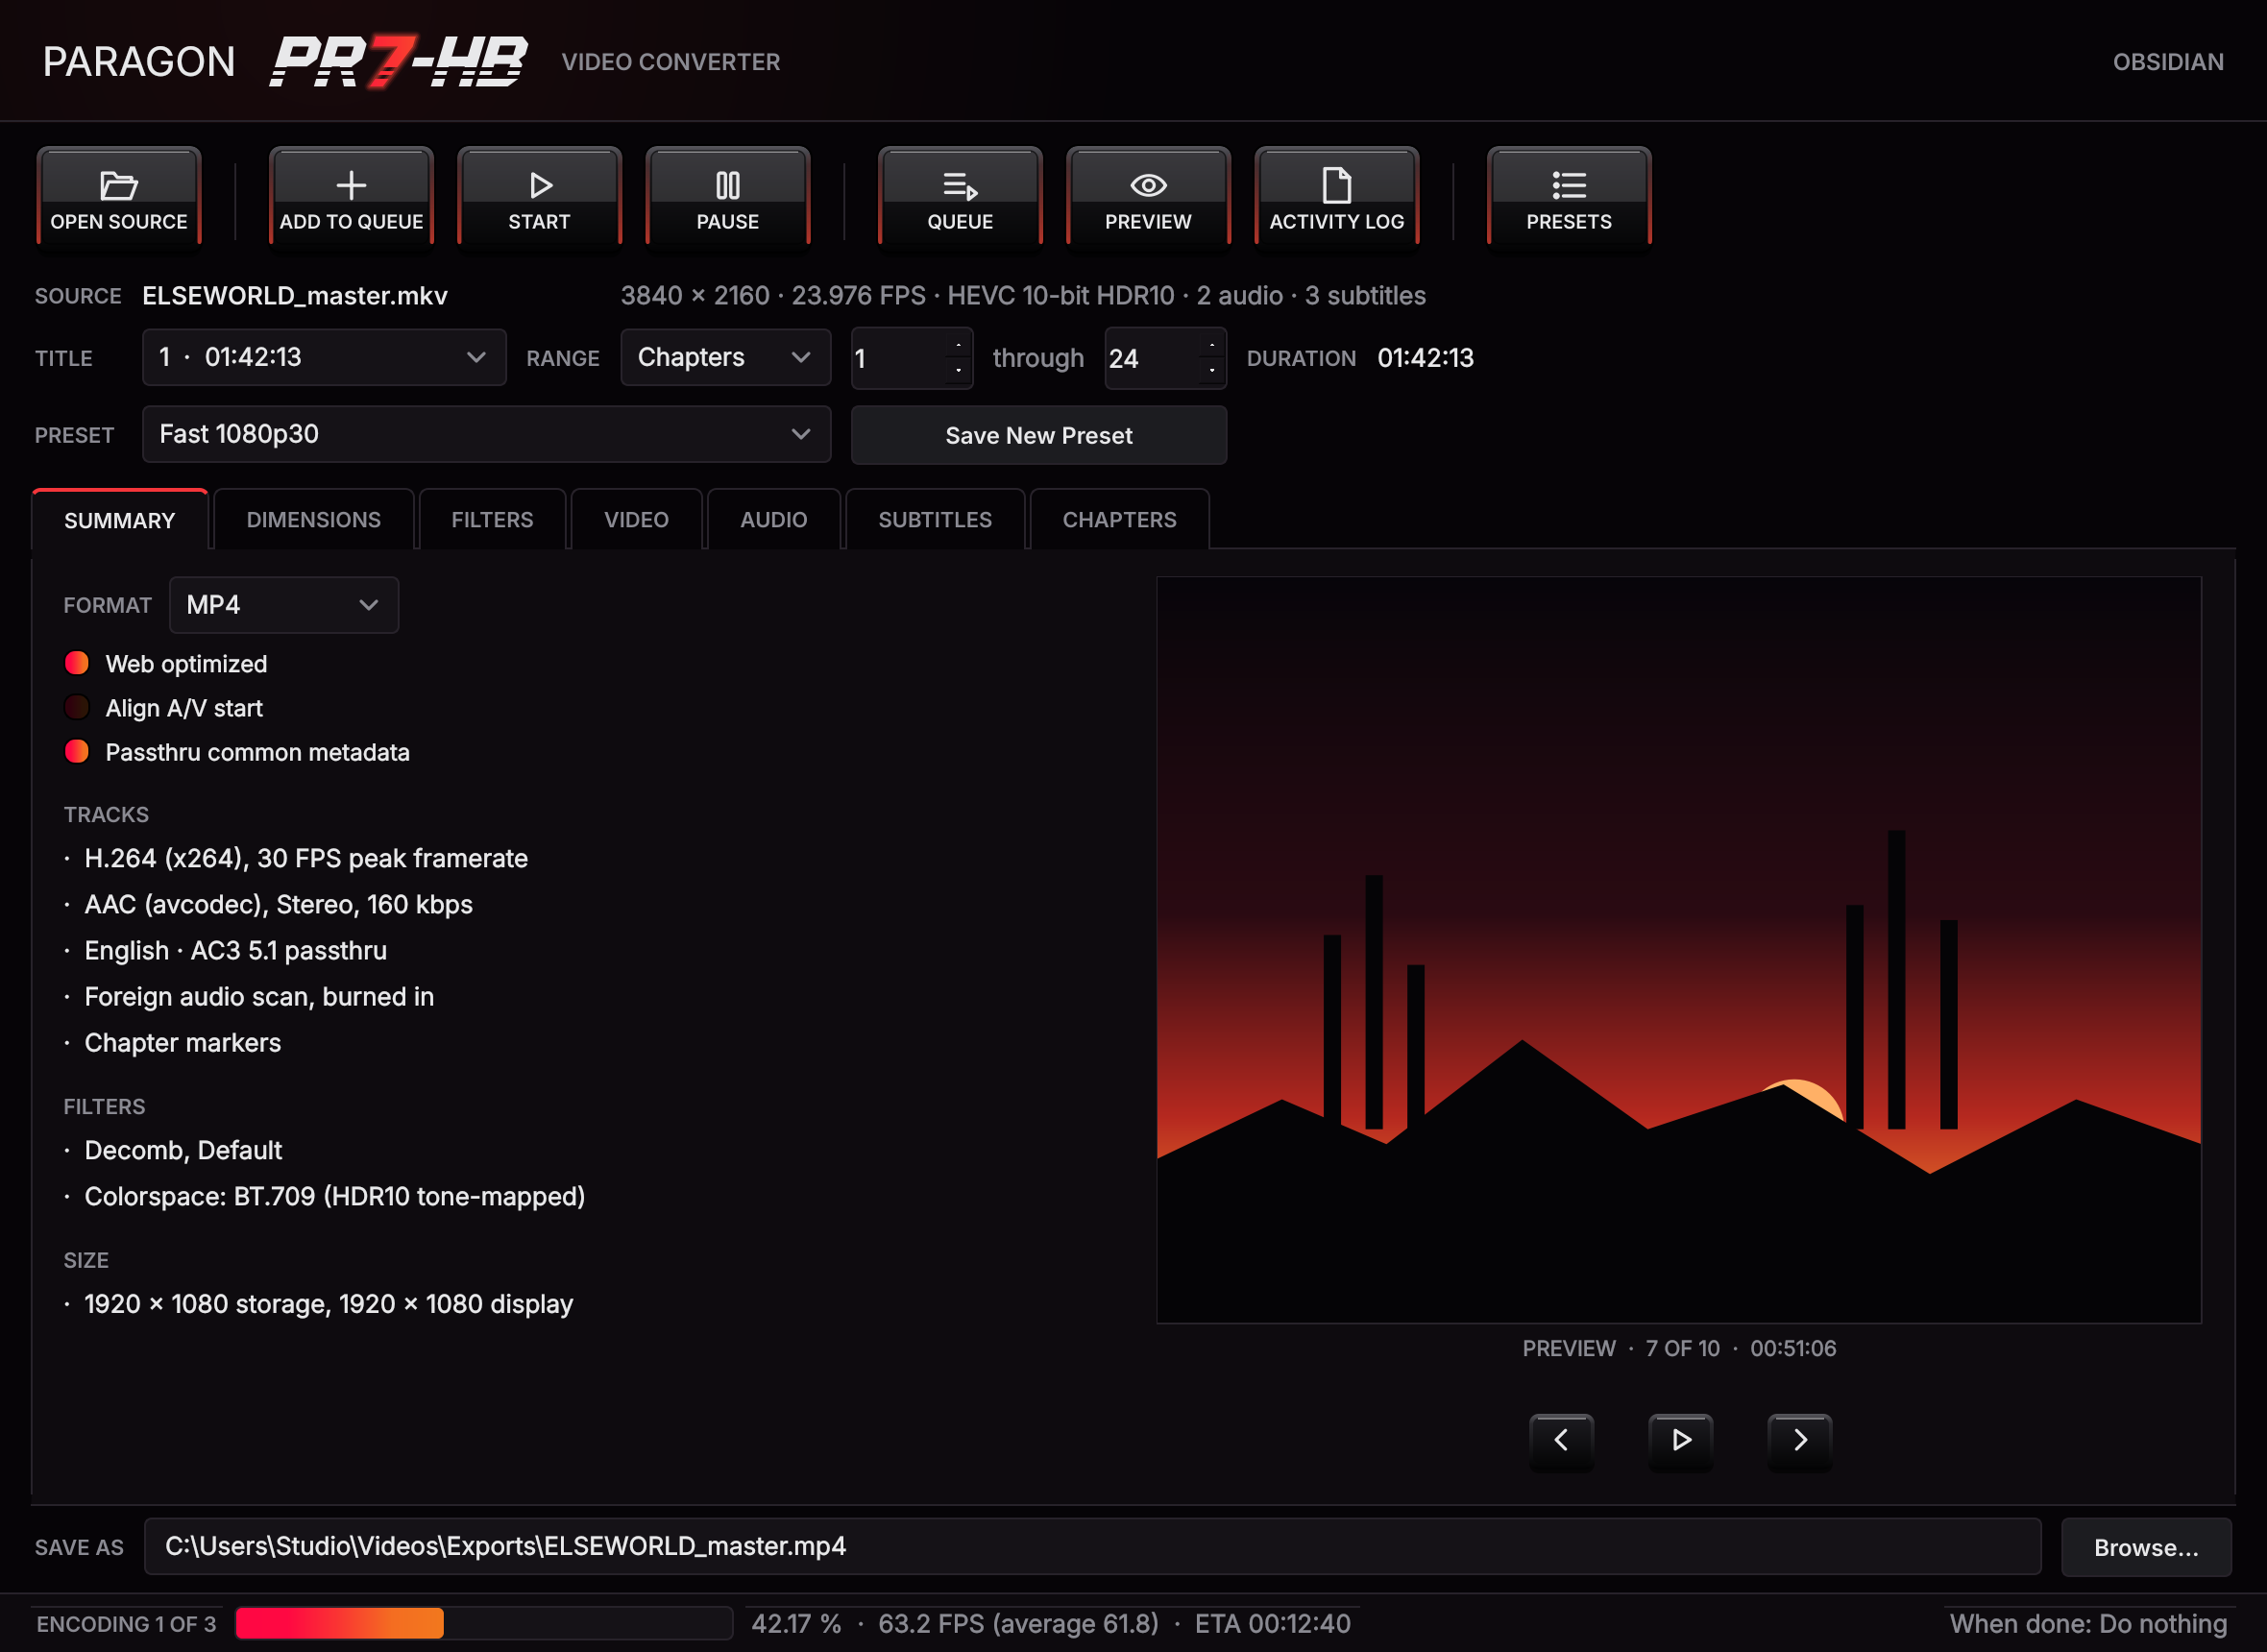 PARAGON PR7-HB VIDEO CONVERTER OBSIDIAN
OPEN SOURCE ADD TO QUEUE START PAUSE QUEUE PREVIEW ACTIVITY LOG PRESETS
SOURCE ELSEWORLD_master.mkv 3840 × 2160 · 23.976 FPS · HEVC 10-bit HDR10 · 2 audio · 3 subtitles
TITLE 1 · 01:42:13 RANGE Chapters 1 through 24 DURATION 01:42:13
PRESET Fast 1080p30 Save New Preset
SUMMARY DIMENSIONS FILTERS VIDEO AUDIO SUBTITLES CHAPTERS
FORMAT MP4
Web optimized
Align A/V start
Passthru common metadata
TRACKS
· H.264 (x264), 30 FPS peak framerate
· AAC (avcodec), Stereo, 160 kbps
· English · AC3 5.1 passthru
· Foreign audio scan, burned in
· Chapter markers
FILTERS
· Decomb, Default
· Colorspace: BT.709 (HDR10 tone-mapped)
SIZE
· 1920 × 1080 storage, 1920 × 1080 display
PREVIEW · 7 OF 10 · 00:51:06
SAVE AS C:\Users\Studio\Videos\Exports\ELSEWORLD_master.mp4 Browse...
ENCODING 1 OF 3 42.17 % · 63.2 FPS (average 61.8) · ETA 00:12:40 When done: Do nothing